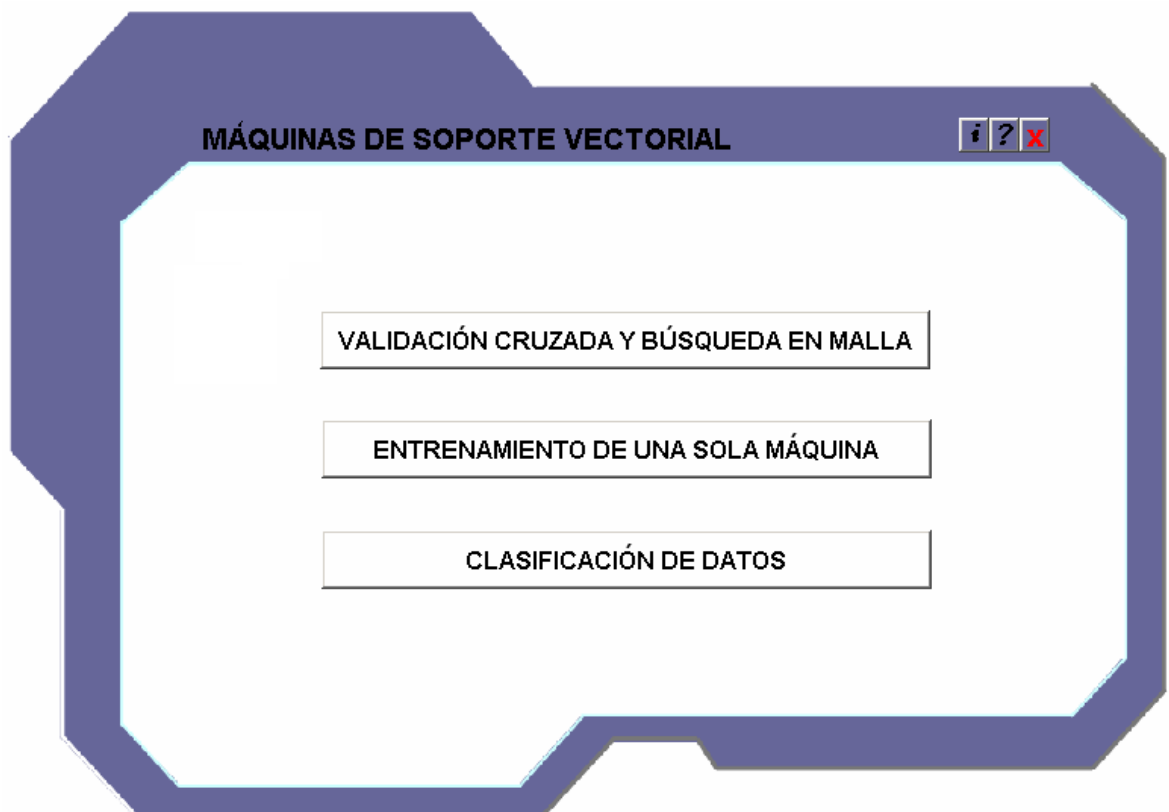 MÁQUINAS DE SOPORTE VECTORIAL
i ? x
VALIDACIÓN CRUZADA Y BÚSQUEDA EN MALLA
ENTRENAMIENTO DE UNA SOLA MÁQUINA
CLASIFICACIÓN DE DATOS